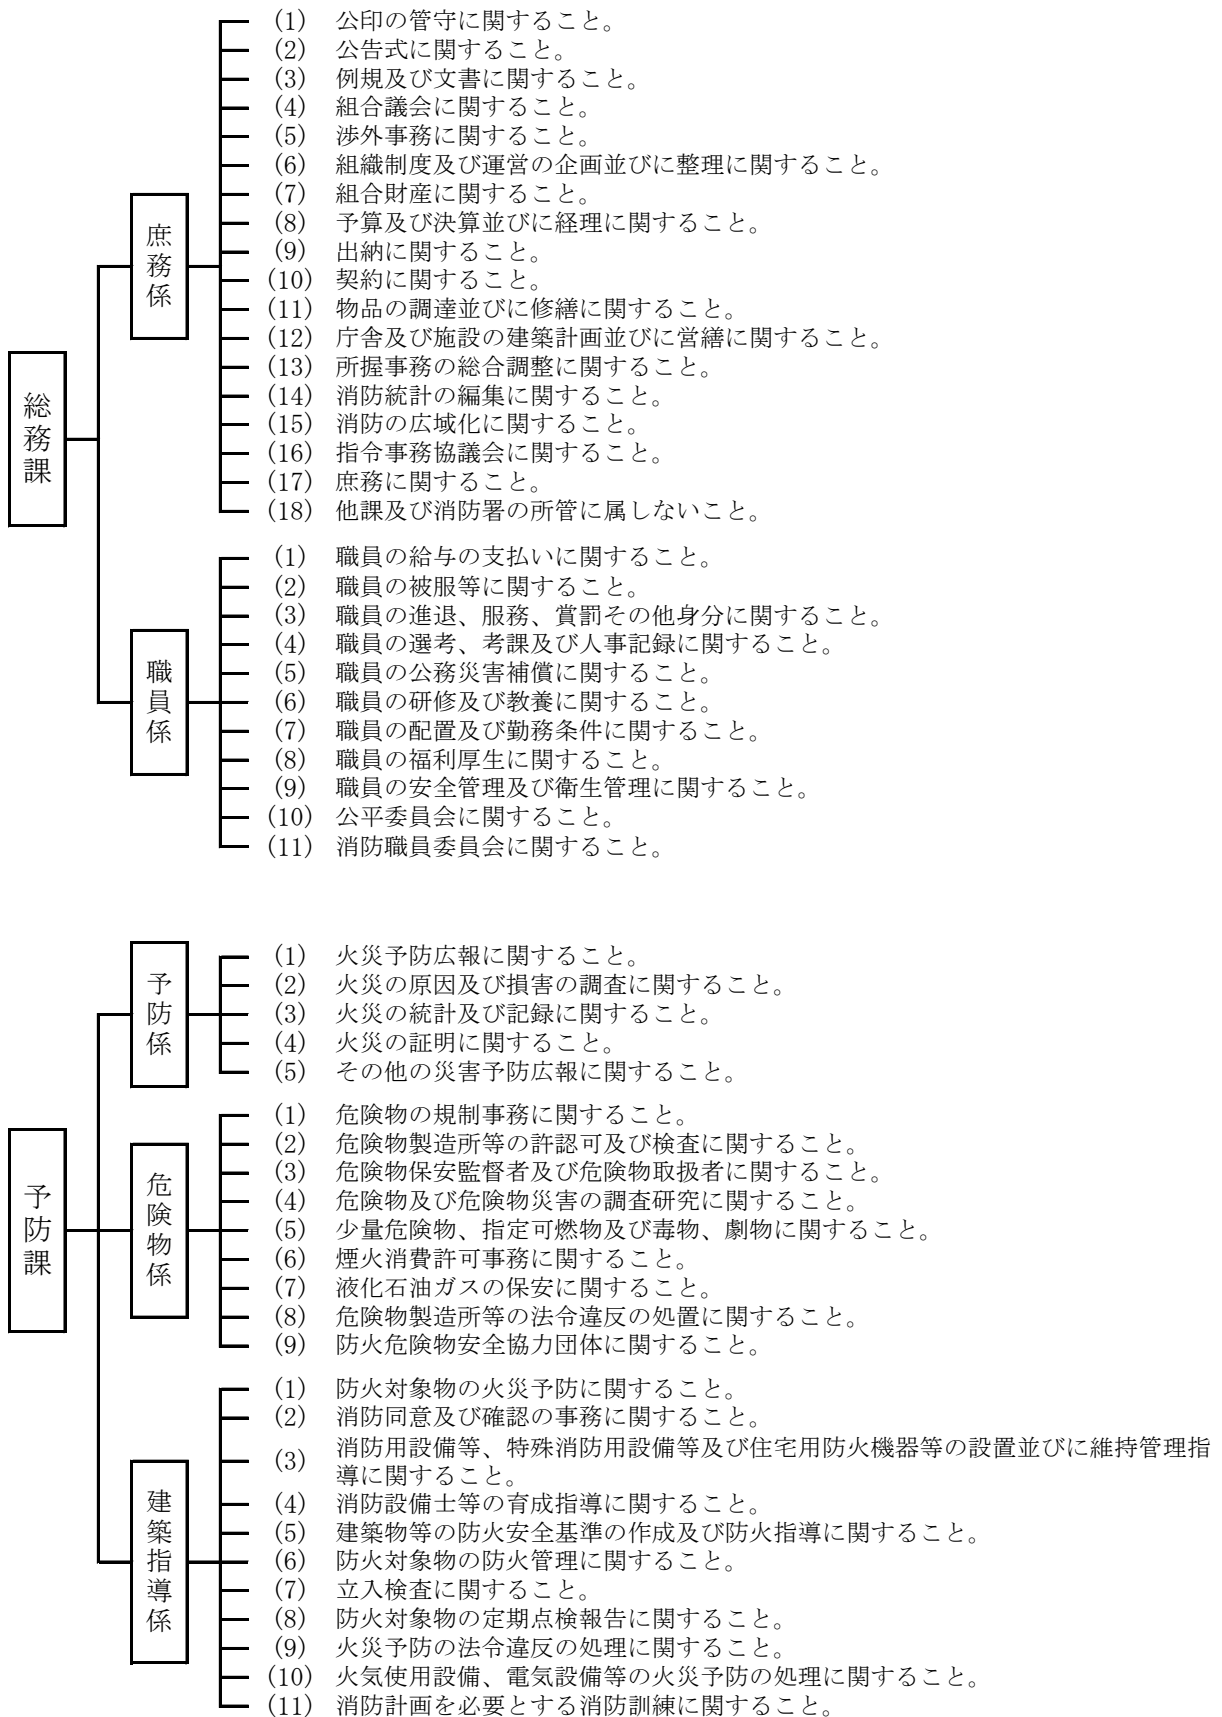 総務課
庶務係
(1) 公印の管守に関すること。
(2) 公告式に関すること。
(3) 例規及び文書に関すること。
(4) 組合議会に関すること。
(5) 渉外事務に関すること。
(6) 組織制度及び運営の企画並びに整理に関すること。
(7) 組合財産に関すること。
(8) 予算及び決算並びに経理に関すること。
(9) 出納に関すること。
(10) 契約に関すること。
(11) 物品の調達並びに修繕に関すること。
(12) 庁舎及び施設の建築計画並びに営繕に関すること。
(13) 所握事務の総合調整に関すること。
(14) 消防統計の編集に関すること。
(15) 消防の広域化に関すること。
(16) 指令事務協議会に関すること。
(17) 庶務に関すること。
(18) 他課及び消防署の所管に属しないこと。
職員係
(1) 職員の給与の支払いに関すること。
(2) 職員の被服等に関すること。
(3) 職員の進退、服務、賞罰その他身分に関すること。
(4) 職員の選考、考課及び人事記録に関すること。
(5) 職員の公務災害補償に関すること。
(6) 職員の研修及び教養に関すること。
(7) 職員の配置及び勤務条件に関すること。
(8) 職員の福利厚生に関すること。
(9) 職員の安全管理及び衛生管理に関すること。
(10) 公平委員会に関すること。
(11) 消防職員委員会に関すること。
予防課
予防係
(1) 火災予防広報に関すること。
(2) 火災の原因及び損害の調査に関すること。
(3) 火災の統計及び記録に関すること。
(4) 火災の証明に関すること。
(5) その他の災害予防広報に関すること。
危険物係
(1) 危険物の規制事務に関すること。
(2) 危険物製造所等の許認可及び検査に関すること。
(3) 危険物保安監督者及び危険物取扱者に関すること。
(4) 危険物及び危険物災害の調査研究に関すること。
(5) 少量危険物、指定可燃物及び毒物、劇物に関すること。
(6) 煙火消費許可事務に関すること。
(7) 液化石油ガスの保安に関すること。
(8) 危険物製造所等の法令違反の処置に関すること。
(9) 防火危険物安全協力団体に関すること。
建築指導係
(1) 防火対象物の火災予防に関すること。
(2) 消防同意及び確認の事務に関すること。
(3) 消防用設備等、特殊消防用設備等及び住宅用防火機器等の設置並びに維持管理指
導に関すること。
(4) 消防設備士等の育成指導に関すること。
(5) 建築物等の防火安全基準の作成及び防火指導に関すること。
(6) 防火対象物の防火管理に関すること。
(7) 立入検査に関すること。
(8) 防火対象物の定期点検報告に関すること。
(9) 火災予防の法令違反の処理に関すること。
(10) 火気使用設備、電気設備等の火災予防の処理に関すること。
(11) 消防計画を必要とする消防訓練に関すること。